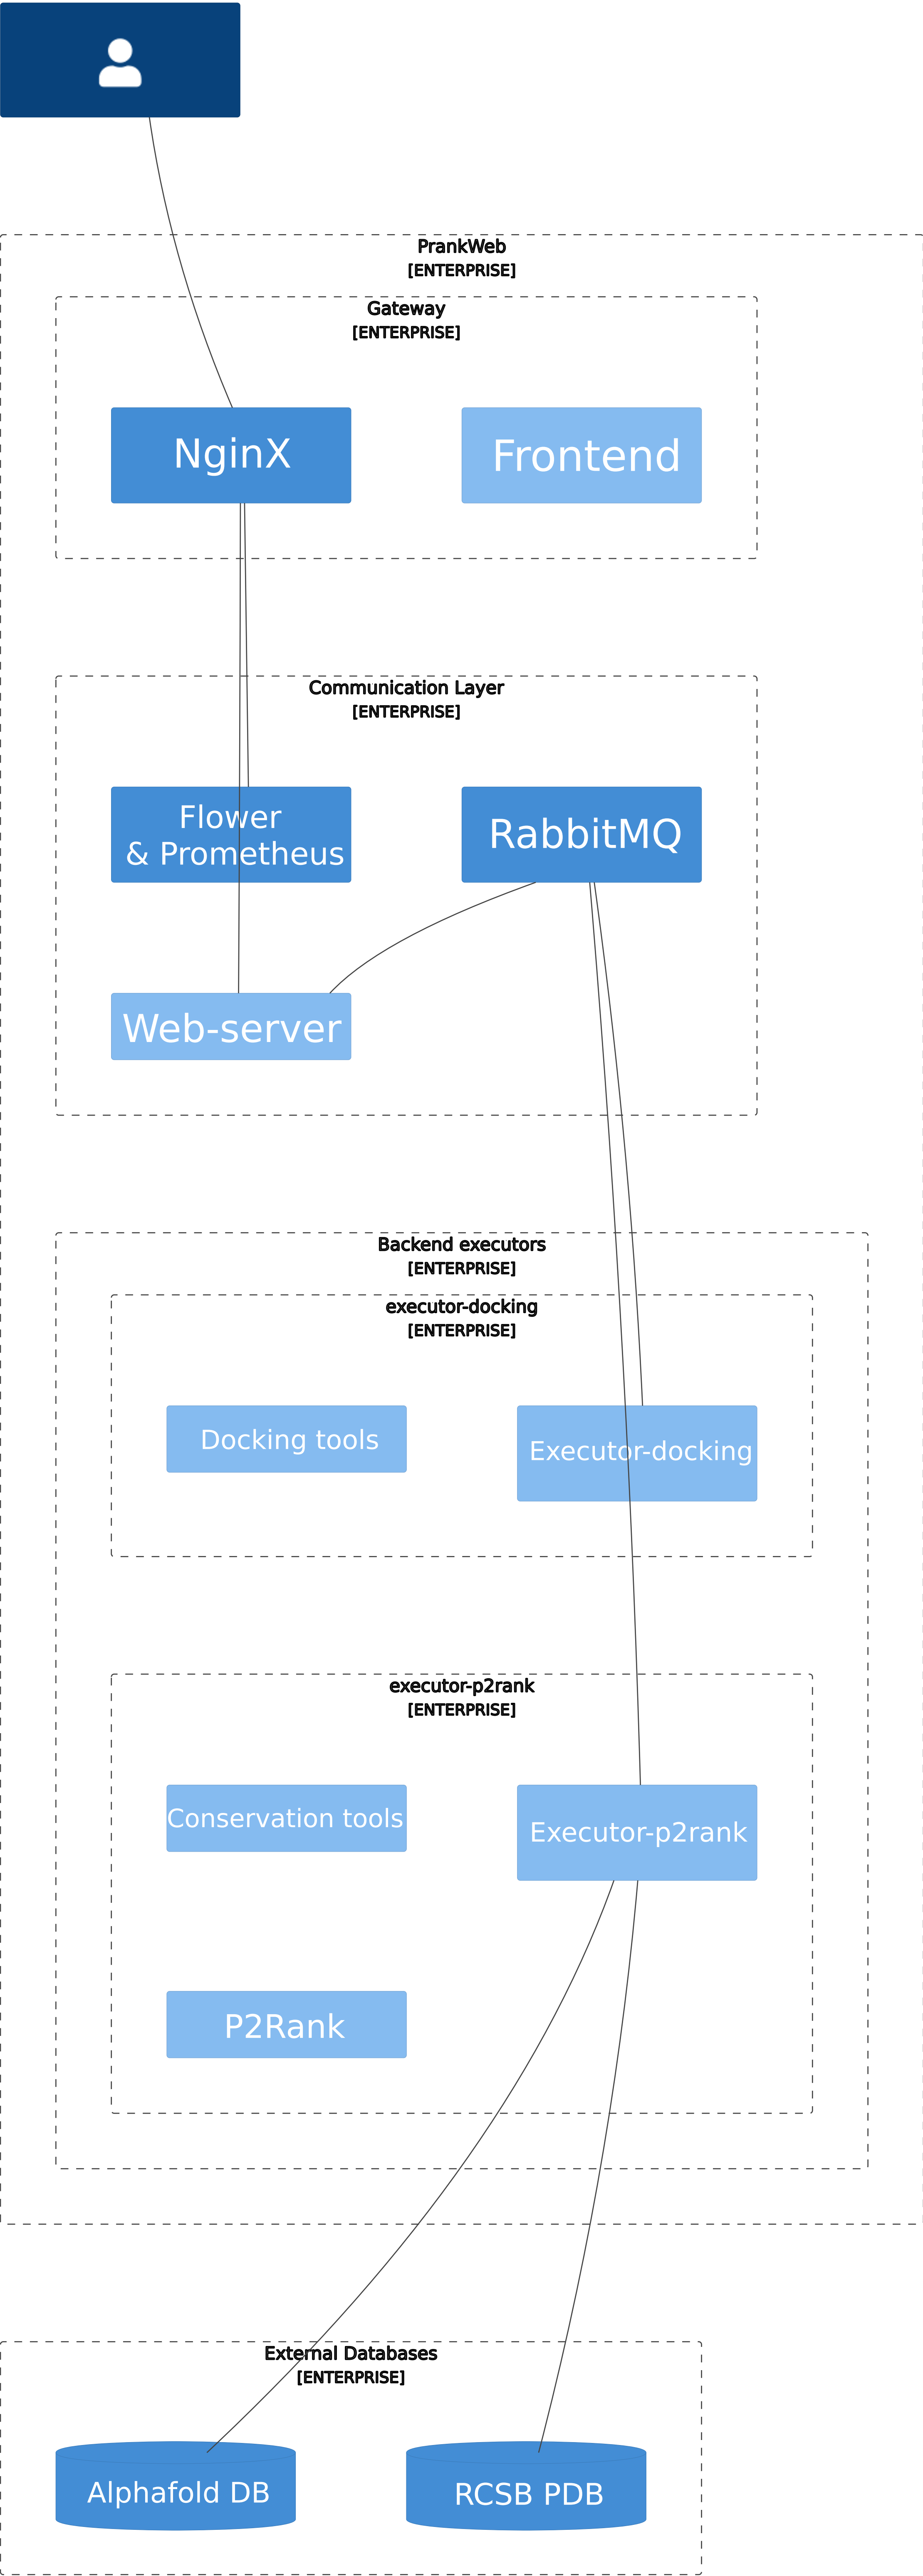 PrankWeb
[ENTERPRISE]
Gateway
[ENTERPRISE]
NginX
Frontend
Communication Layer
[ENTERPRISE]
Flower
& Prometheus
RabbitMQ
Web-server
Backend executors
[ENTERPRISE]
executor-docking
[ENTERPRISE]
Docking tools
Executor-docking
executor-p2rank
[ENTERPRISE]
Conservation tools
Executor-p2rank
P2Rank
External Databases
[ENTERPRISE]
Alphafold DB
RCSB PDB